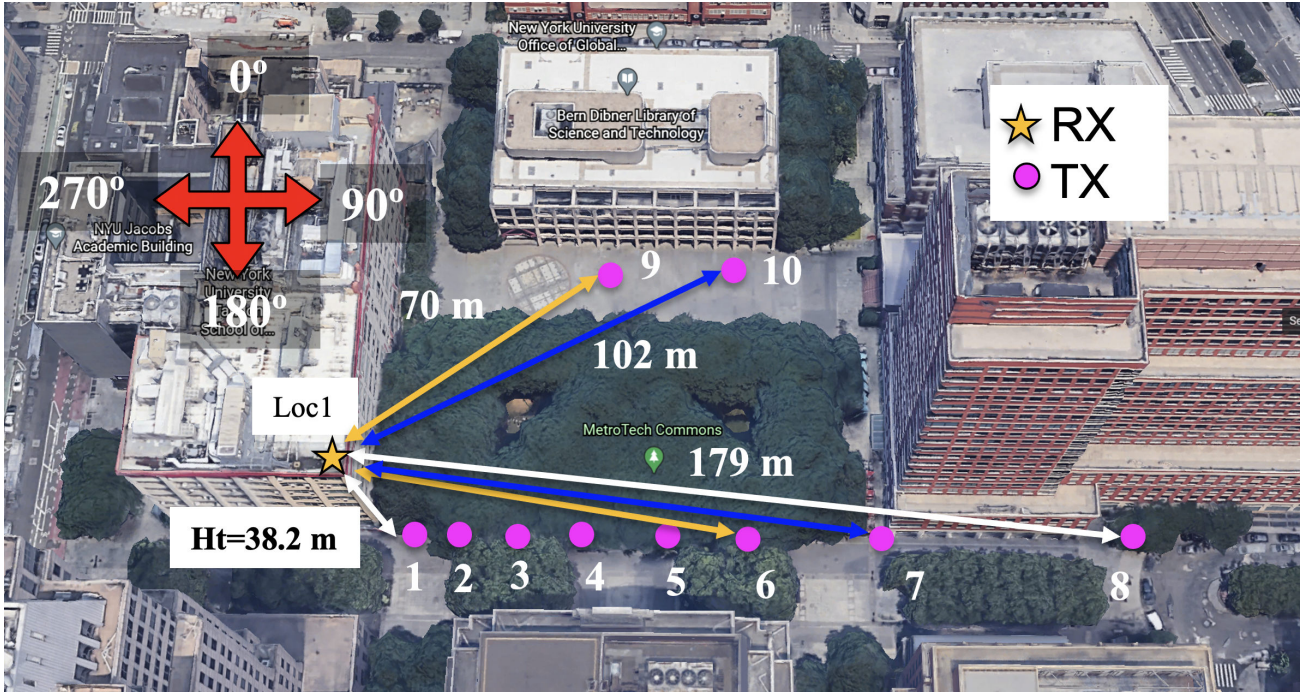 New York University
Office of Global...
0º
Bern Dibner Library of
Science and Technology
RX
TX
270º
90º
NYU Jacobs
Academic Building
New York
University
180º
School of...
9
10
70 m
102 m
Loc1
MetroTech Commons
179 m
Ht=38.2 m
1
2
3
4
5
6
7
8